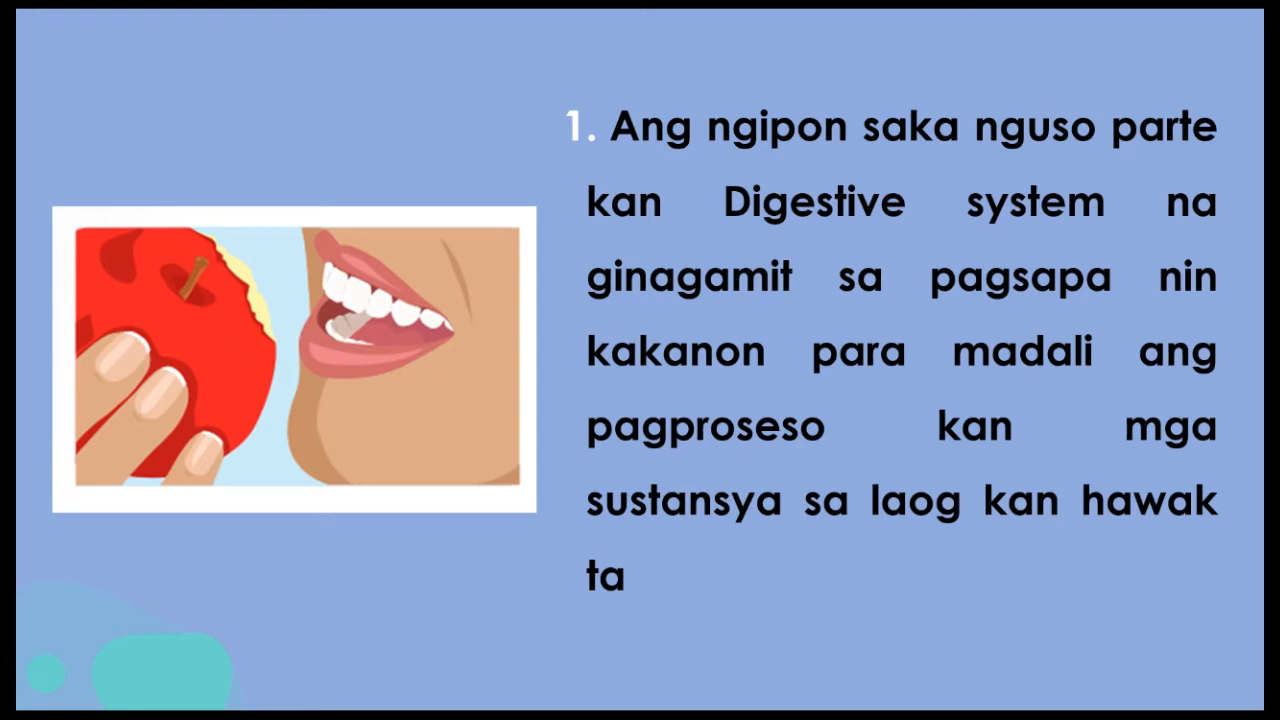 1. Ang ngipon saka nguso parte
kan Digestive system na
ginagamit sa pagsapa nin
kakanon para madali ang
pagproseso kan mga
sustansya sa laog kan hawak
ta